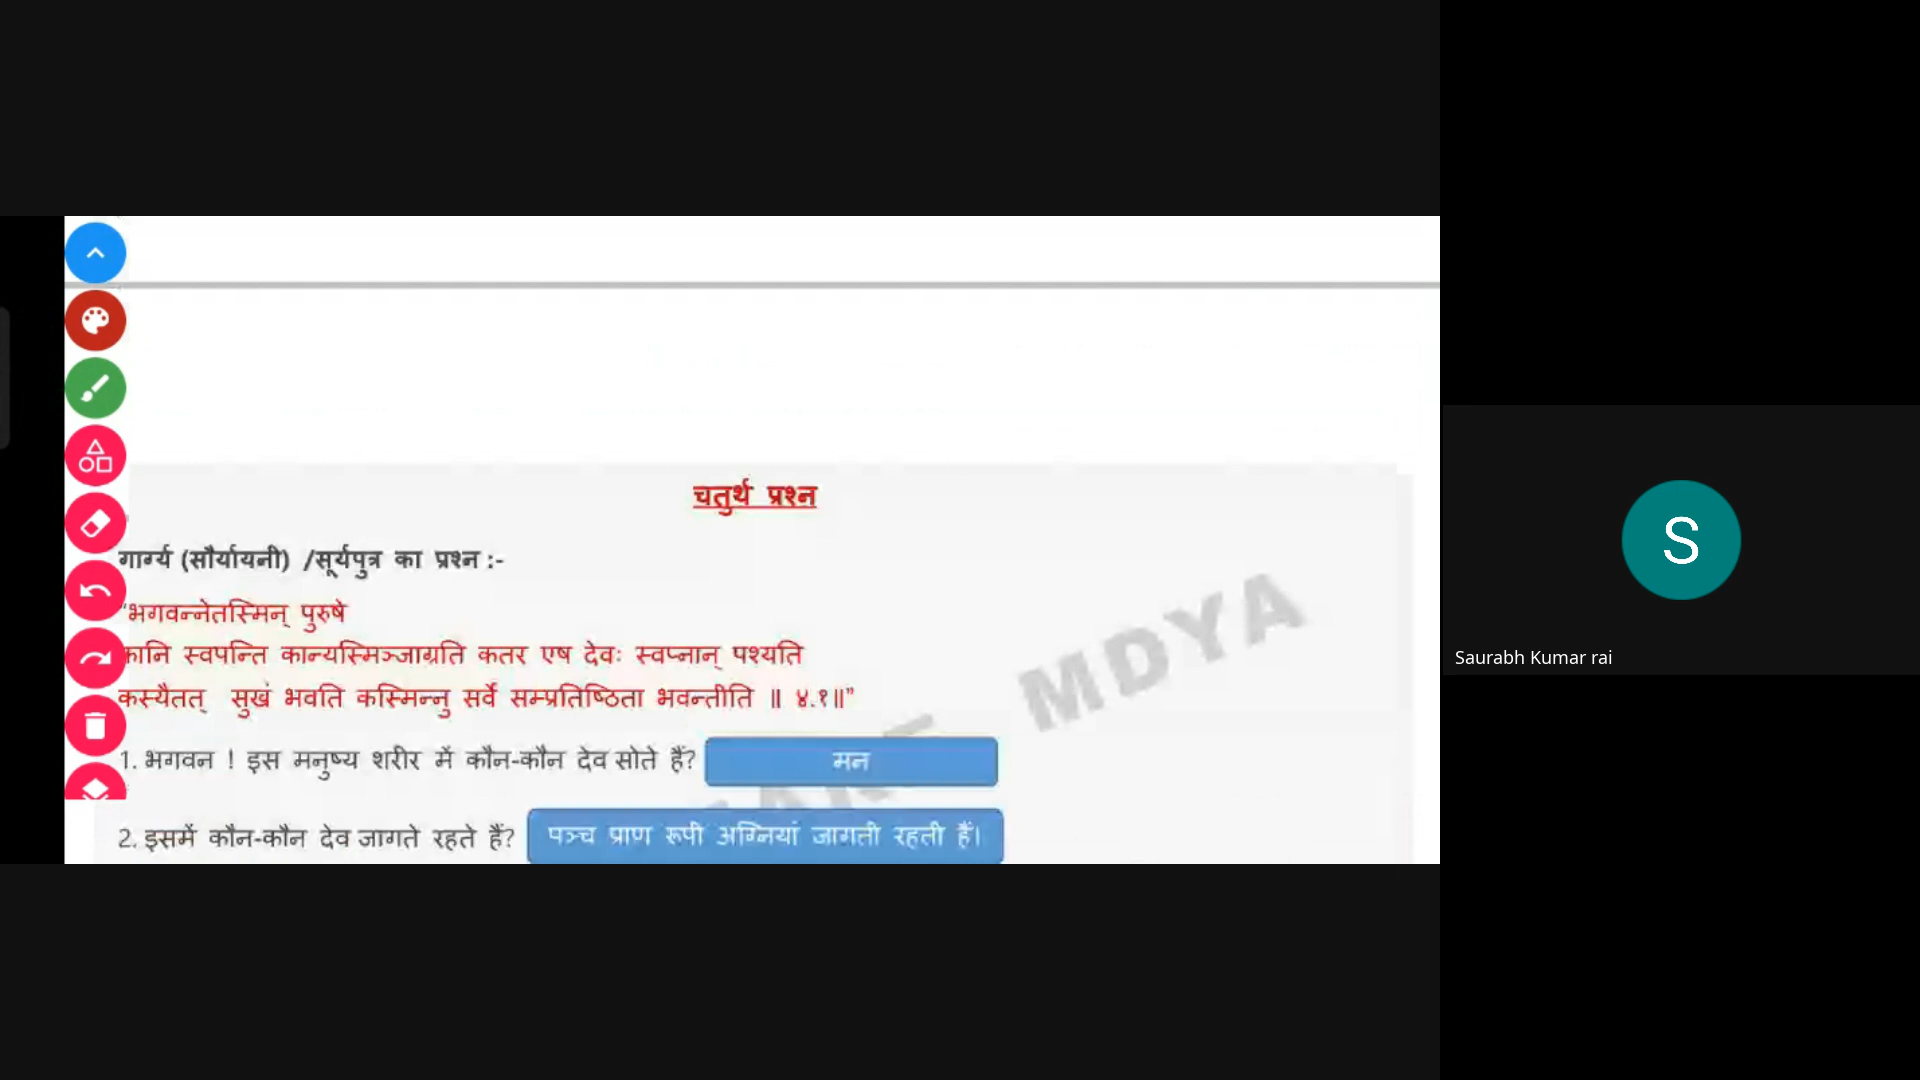 चतुर्थ प्रश्न
गार्ग्य (सौर्यायनी) /सूर्यपुत्र का प्रश्न :-
"भगवन्नेतस्मिन् पुरुषे
कानि स्वपन्ति कान्यस्मिञ्जाग्रति कतर एष देवः स्वप्नान् पश्यति
कस्यैतत् सुखं भवति कस्मिन्नु सर्वे सम्प्रतिष्ठिता भवन्तीति ॥ ४.१॥"
MDYA
1. भगवन ! इस मनुष्य शरीर में कौन-कौन देव सोते हैं? मन
2. इसमें कौन-कौन देव जागते रहते हैं? पञ्च प्राण रूपी अग्नियां जागती रहती हैं।
S
Saurabh Kumar rai